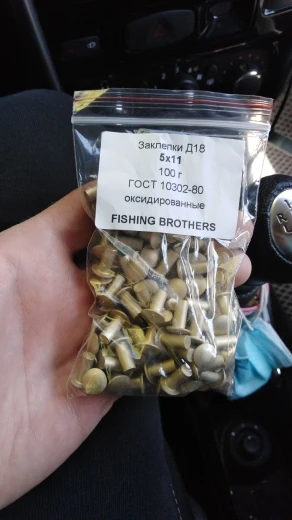 Заклепки Д18
5х11
100 г
ГОСТ 10302-80
оксидированные
FISHING BROTHERS
R